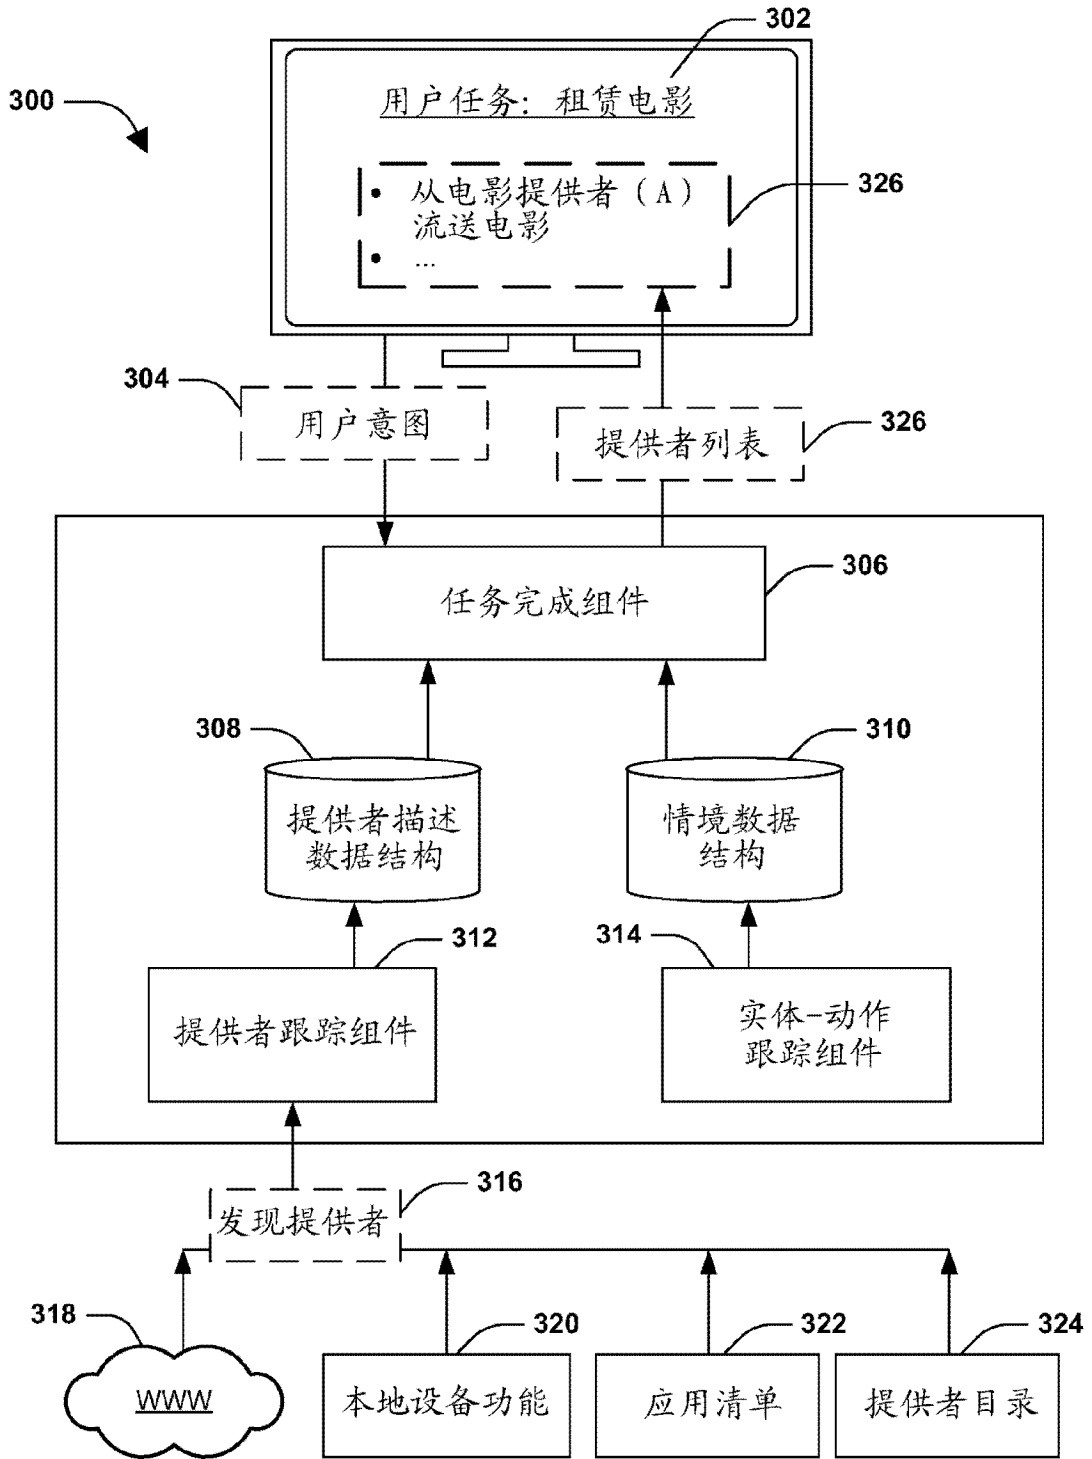 302
300
用户任务：租赁电影
• 从电影提供者（A）
流送电影
• ...
326
304
用户意图
提供者列表
326
任务完成组件
306
308
提供者描述
数据结构
310
情境数据
结构
312
提供者跟踪组件
314
实体-动作
跟踪组件
316
发现提供者
318
WWW
320
本地设备功能
322
应用清单
324
提供者目录